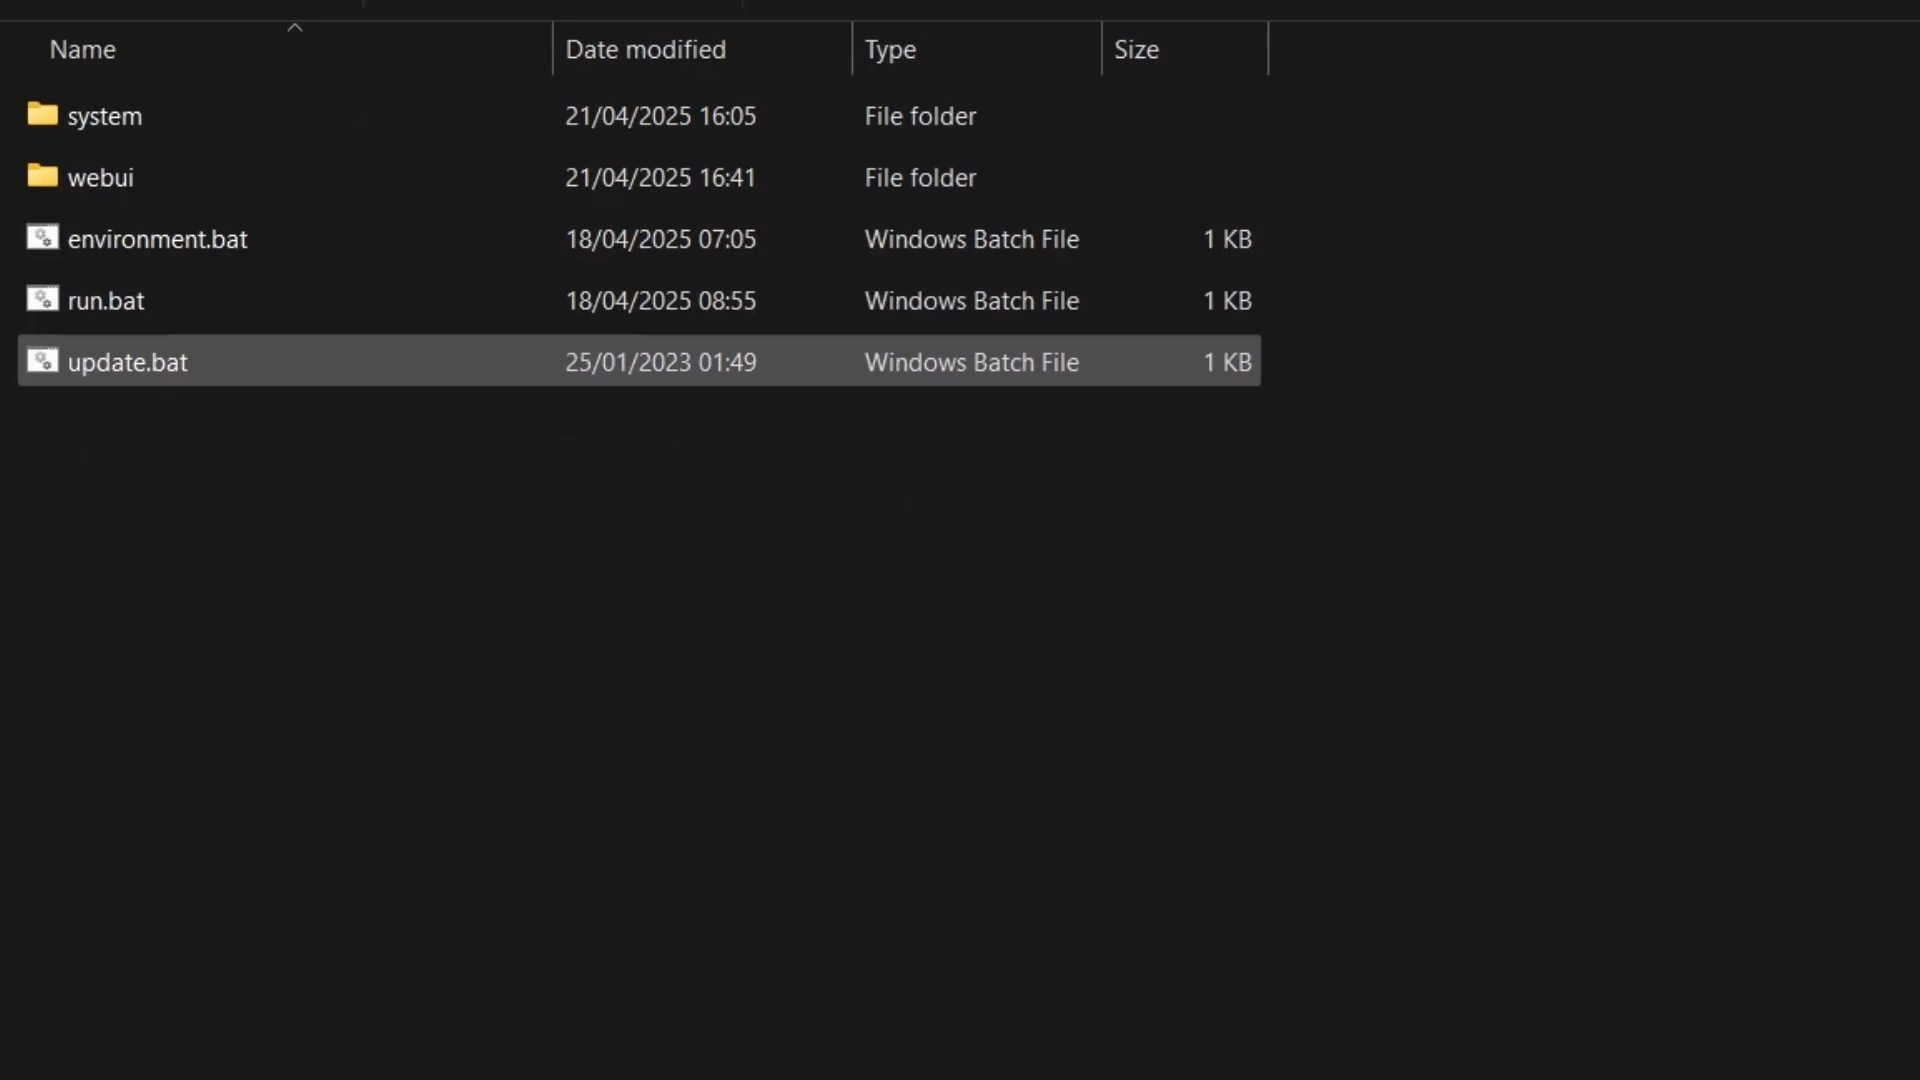 Name Date modified Type Size
system 21/04/2025 16:05 File folder
webui 21/04/2025 16:41 File folder
environment.bat 18/04/2025 07:05 Windows Batch File 1 KB
run.bat 18/04/2025 08:55 Windows Batch File 1 KB
update.bat 25/01/2023 01:49 Windows Batch File 1 KB